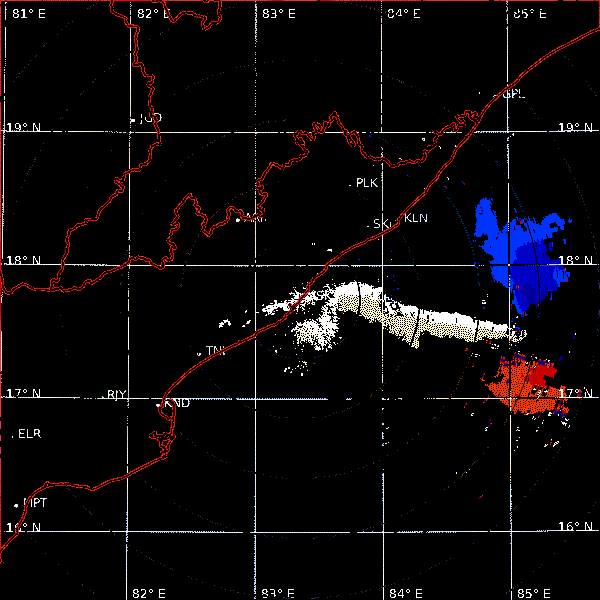 81° E 82° E 83° E 84° E 85° E
GPL
19° N 19° N
PLK
SK KLN
18° N 18° N
TNI
17° N RJY 17° N
KND
ELR
16° N 16° N
82° E 83° E 84° E 85° E